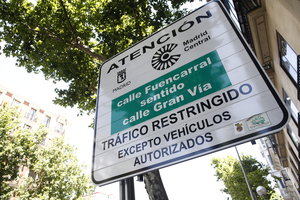 ATENCIÓN
MADRID
Madrid
Central
calle Fuencarral
sentido
calle Gran Vía
TRÁFICO RESTRINGIDO
EXCEPTO VEHÍCULOS
AUTORIZADOS